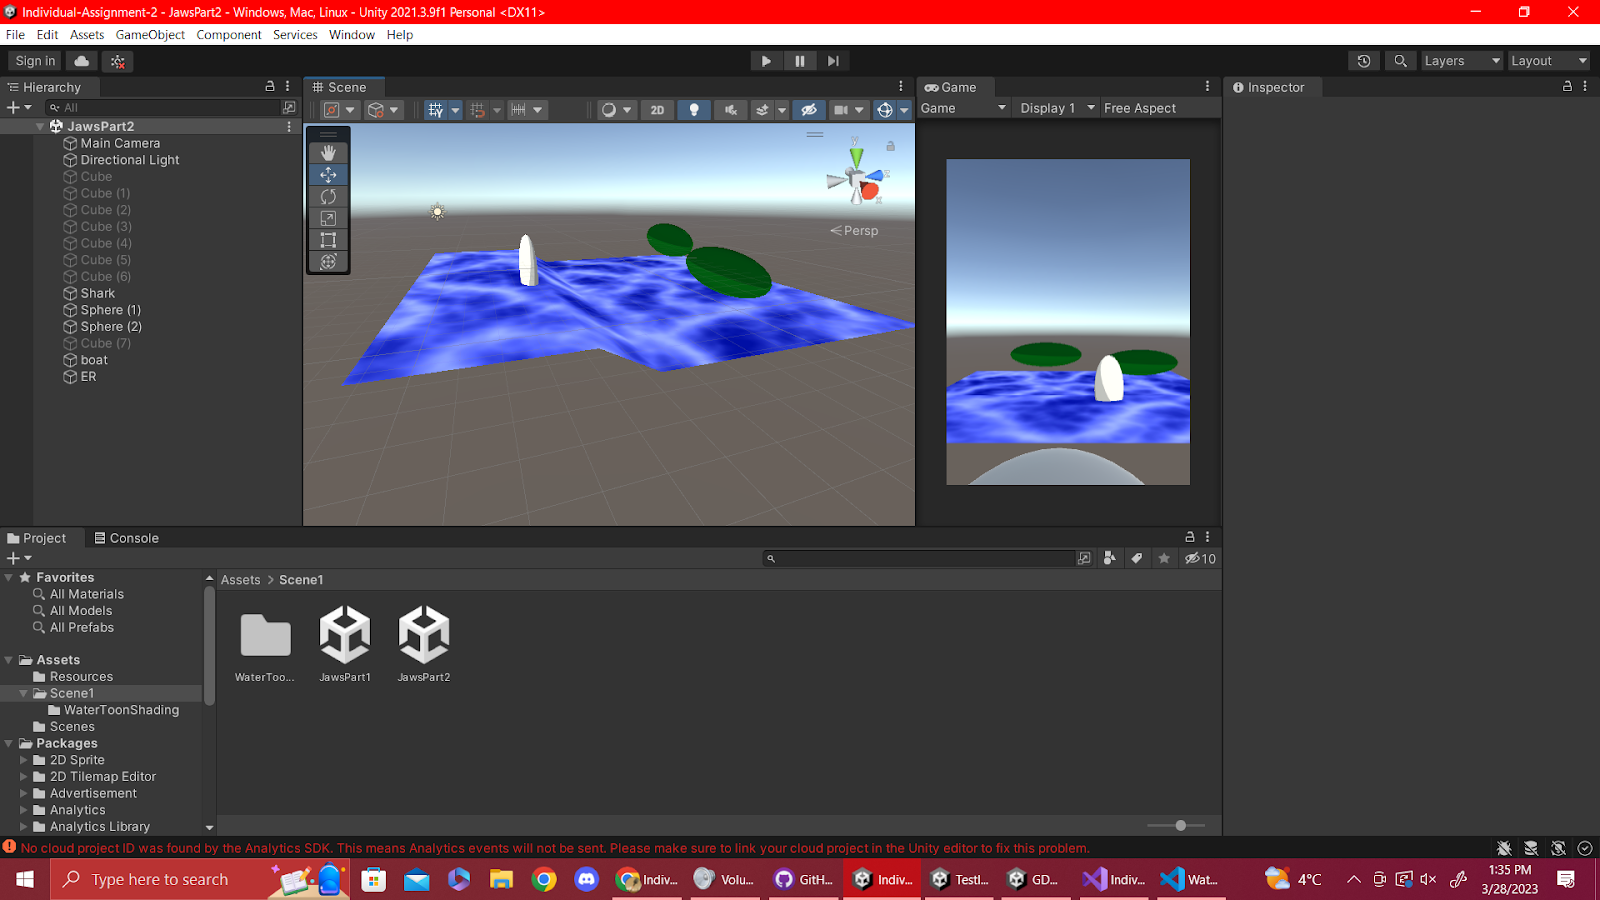 Individual-Assignment-2 - JawsPart2 - Windows, Mac, Linux - Unity 2021.3.9f1 Personal <DX11>
File Edit Assets GameObject Component Services Window Help
Sign in
Layers
Layout
Hierarchy
All
JawsPart2
Main Camera
Directional Light
Cube
Cube (1)
Cube (2)
Cube (3)
Cube (4)
Cube (5)
Cube (6)
Shark
Sphere (1)
Sphere (2)
Cube (7)
boat
ER
Scene
2D
y
z
x
Persp
Game
Game Display 1 Free Aspect
Inspector
Project Console
10
Favorites
All Materials
All Models
All Prefabs
Assets
Resources
Scene1
WaterToonShading
Scenes
Packages
2D Sprite
2D Tilemap Editor
Advertisement
Analytics
Analytics Library
Assets > Scene1
WaterToo... JawsPart1 JawsPart2
No cloud project ID was found by the Analytics SDK. This means Analytics events will not be sent. Please make sure to link your cloud project in the Unity editor to fix this problem.
Type here to search
Indiv...
Volu...
GitH...
Indiv...
TestI...
GD...
Indiv...
Wat...
4°C
1:35 PM
3/28/2023